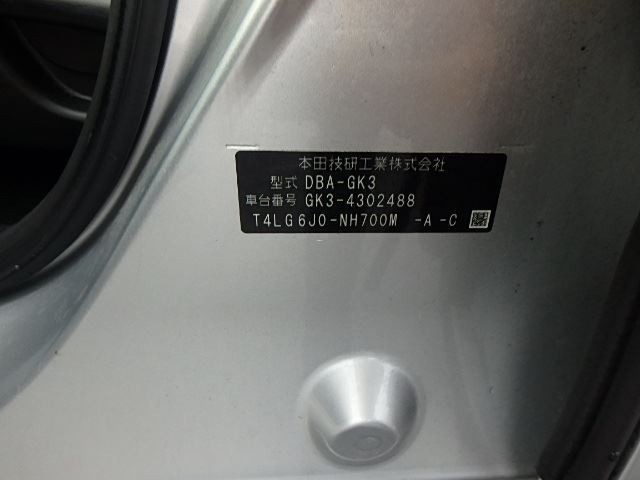 本田技研工業株式会社
型式 DBA-GK3
車台番号 GK3-4302488
T4LG6J0-NH700M -A-C